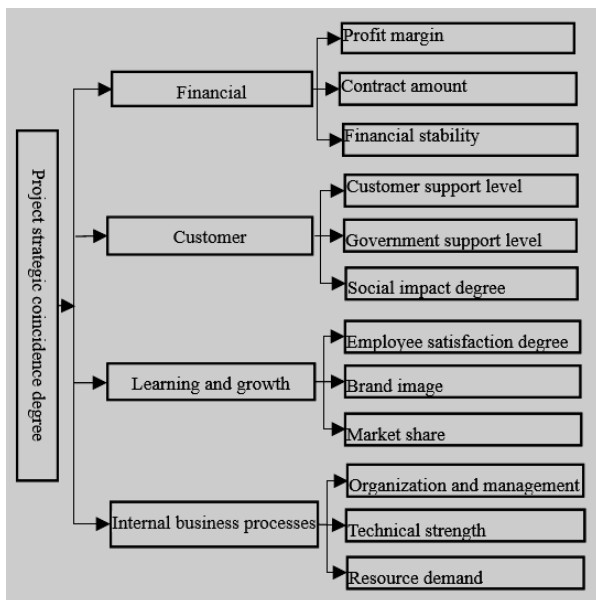 Project strategic coincidence degree
Financial
Profit margin
Contract amount
Financial stability
Customer
Customer support level
Government support level
Social impact degree
Learning and growth
Employee satisfaction degree
Brand image
Market share
Internal business processes
Organization and management
Technical strength
Resource demand